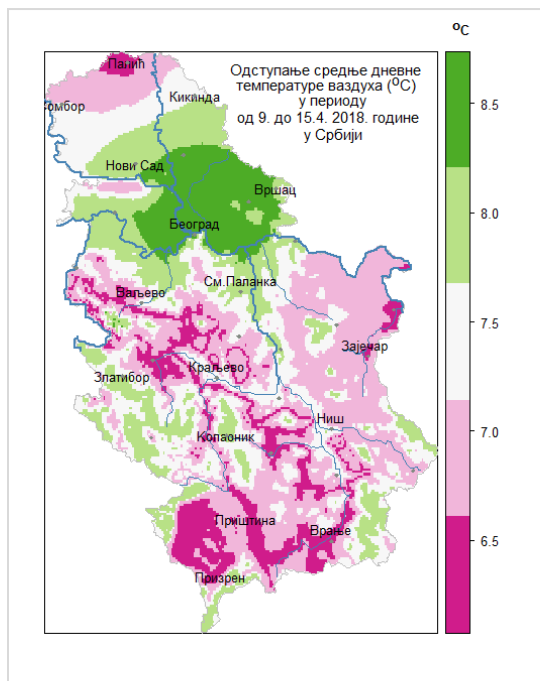 ºC
Одступање средње дневне
температуре ваздуха (ºC)
у периоду
од 9. до 15.4. 2018. године
у Србији
Палић
Кикинда
Сомбор
Нови Сад
Вршац
Београд
См.Паланка
Ваљево
Зајечар
Краљево
Златибор
Ниш
Копаоник
Приштина
Врање
Призрен
8.5
8.0
7.5
7.0
6.5